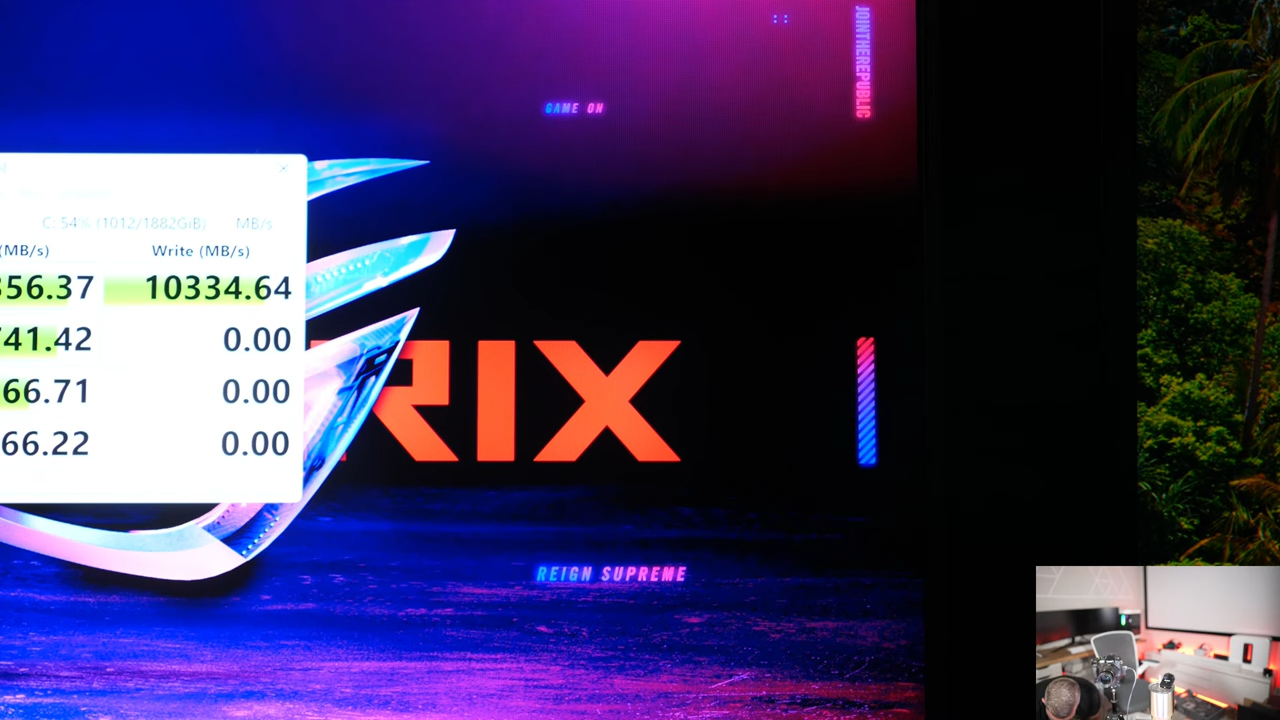 JOINTHEREPUBLIC
GAME ON
C: 54% (1012/1882GiB) MB/s
(MB/s) Write (MB/s)
56.37 10334.64
741.42 0.00
66.71 0.00
66.22 0.00
RIX
REIGN SUPREME